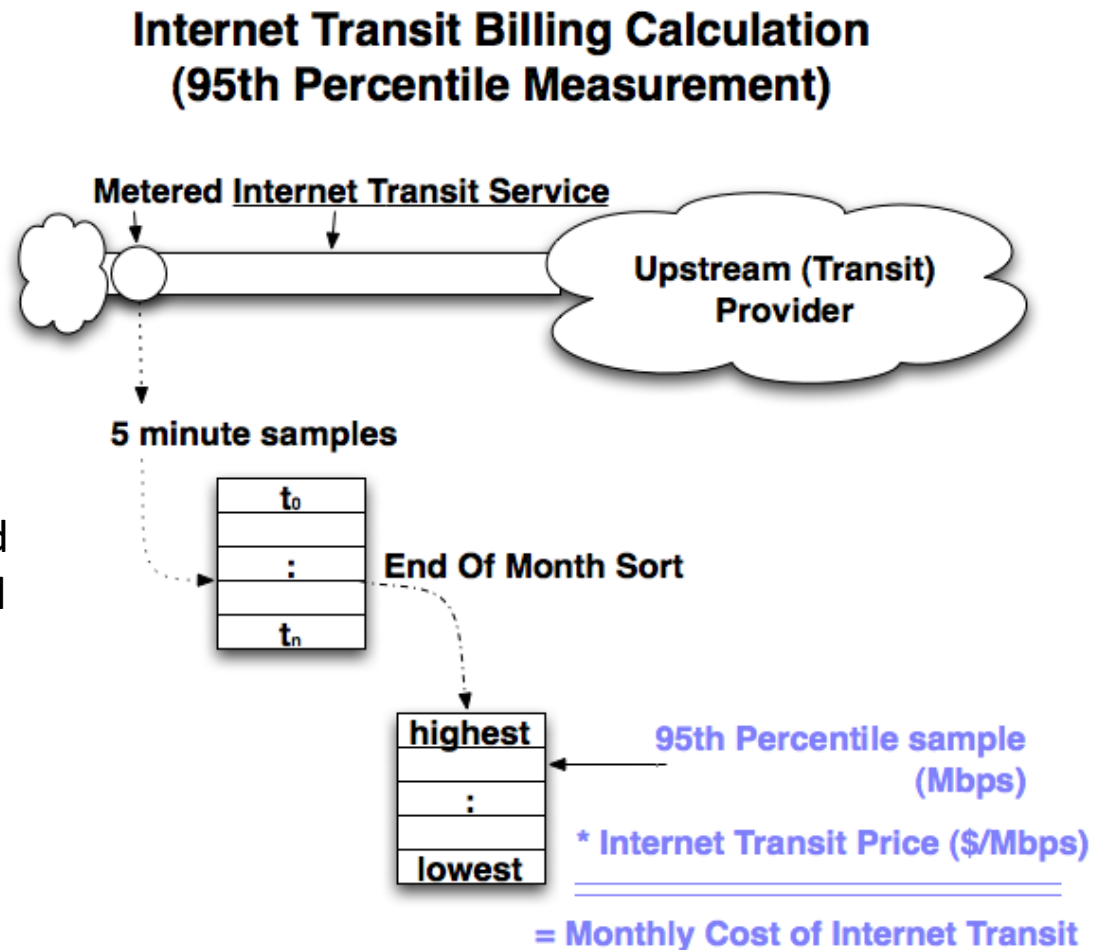 Internet Transit Billing Calculation
(95th Percentile Measurement)
Metered Internet Transit Service
Upstream (Transit)
Provider
5 minute samples
t0
:
tn
End Of Month Sort
highest
:
lowest
95th Percentile sample
(Mbps)
* Internet Transit Price ($/Mbps)
= Monthly Cost of Internet Transit